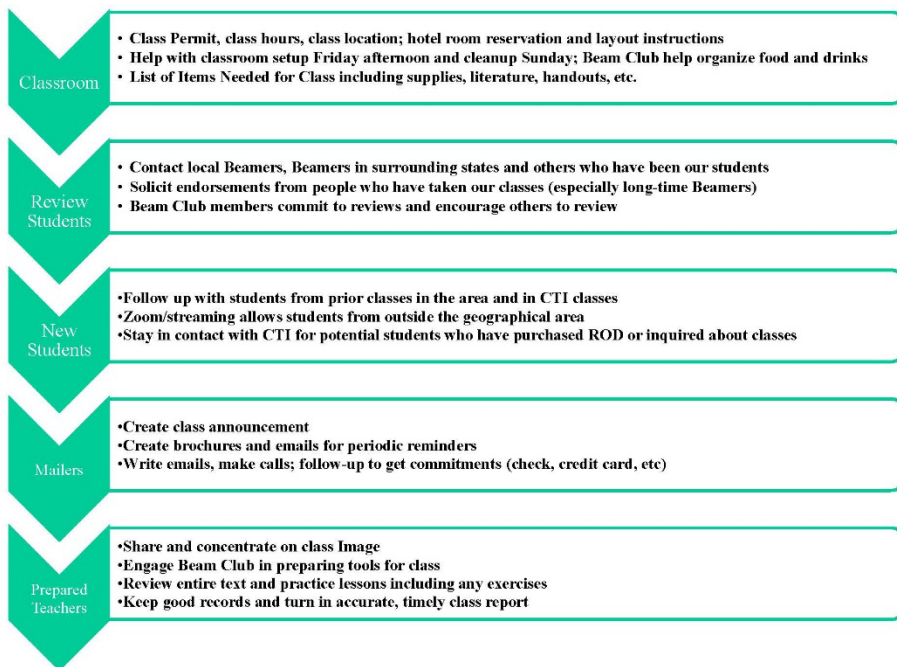 Classroom
• Class Permit, class hours, class location; hotel room reservation and layout instructions
• Help with classroom setup Friday afternoon and cleanup Sunday; Beam Club help organize food and drinks
• List of Items Needed for Class including supplies, literature, handouts, etc.
Review
Students
• Contact local Beamers, Beamers in surrounding states and others who have been our students
• Solicit endorsements from people who have taken our classes (especially long-time Beamers)
• Beam Club members commit to reviews and encourage others to review
New
Students
•Follow up with students from prior classes in the area and in CTI classes
•Zoom/streaming allows students from outside the geographical area
•Stay in contact with CTI for potential students who have purchased ROD or inquired about classes
Mailers
•Create class announcement
•Create brochures and emails for periodic reminders
•Write emails, make calls; follow-up to get commitments (check, credit card, etc)
Prepared
Teachers
•Share and concentrate on class Image
•Engage Beam Club in preparing tools for class
•Review entire text and practice lessons including any exercises
•Keep good records and turn in accurate, timely class report